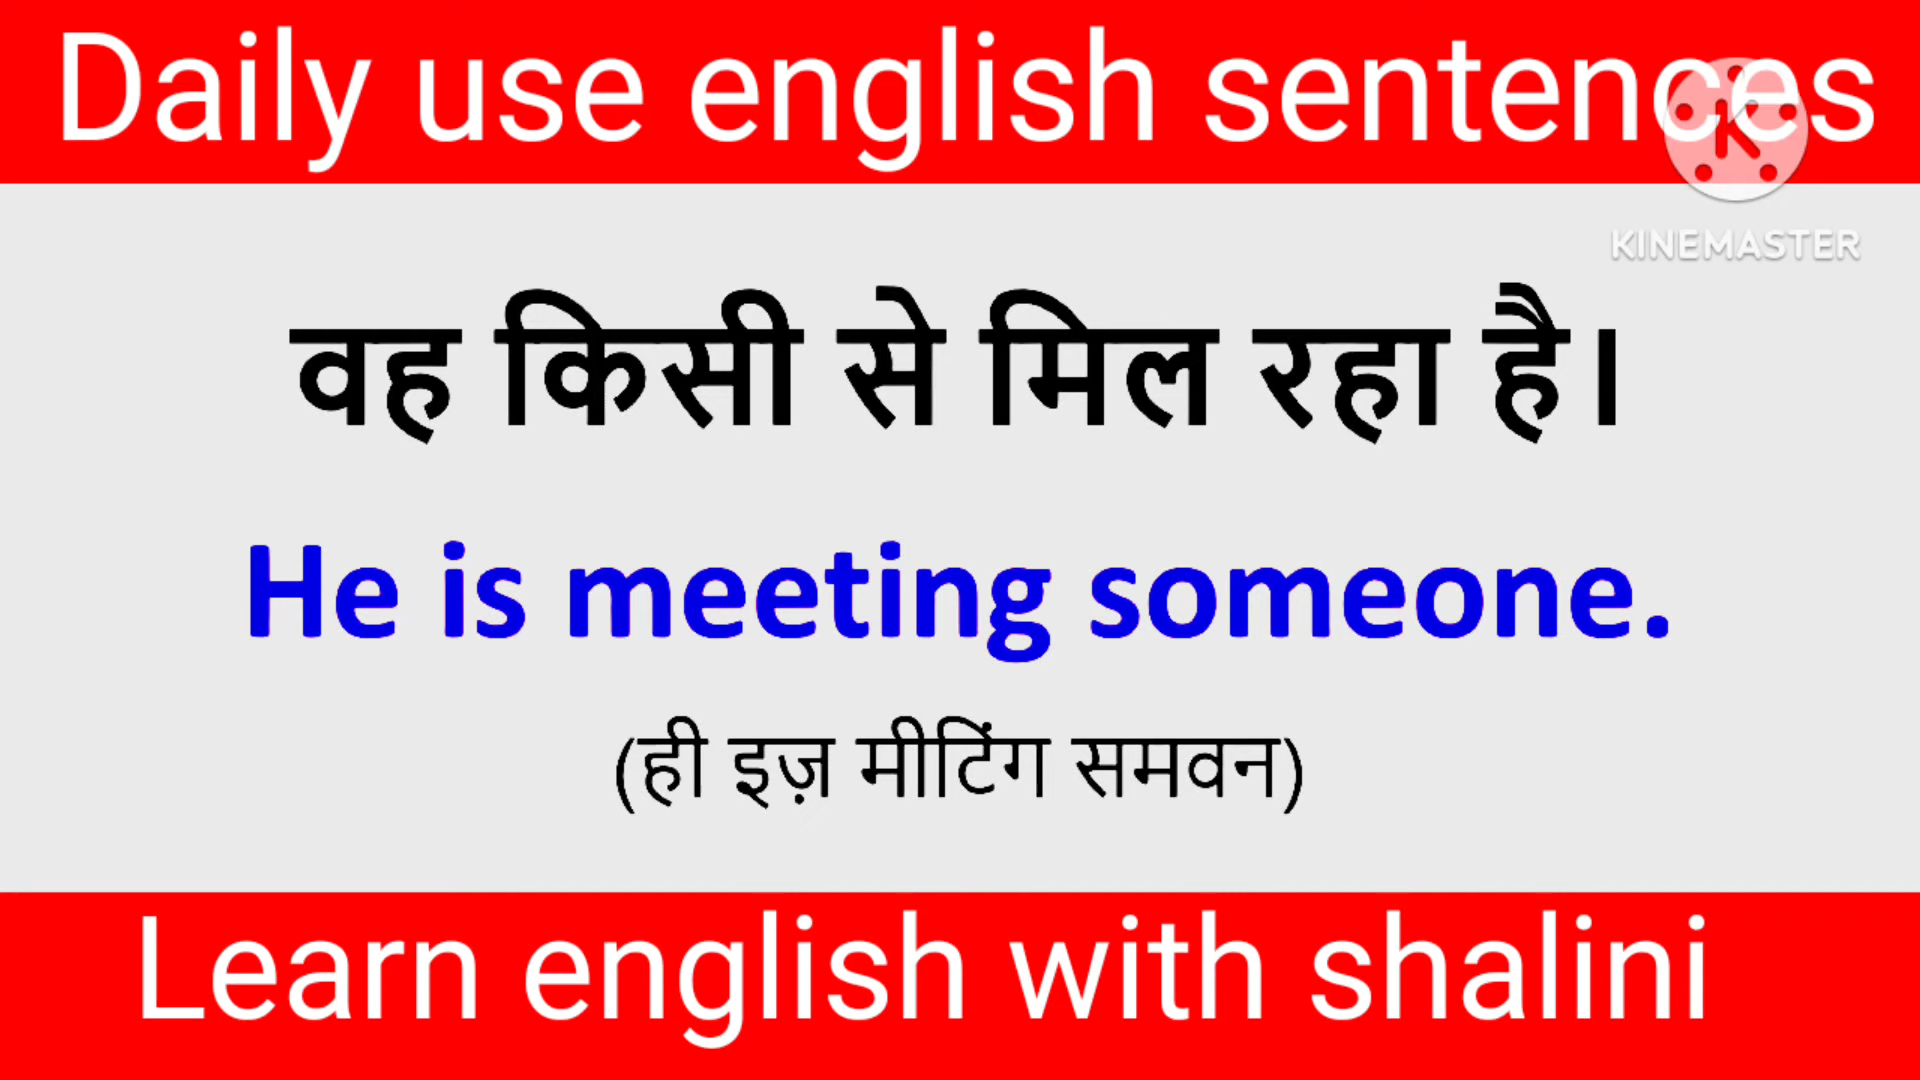 Daily use english sentences
K
KINEMASTER
वह किसी से मिल रहा है।
He is meeting someone.
(ही इज़ मीटिंग समवन)
Learn english with shalini